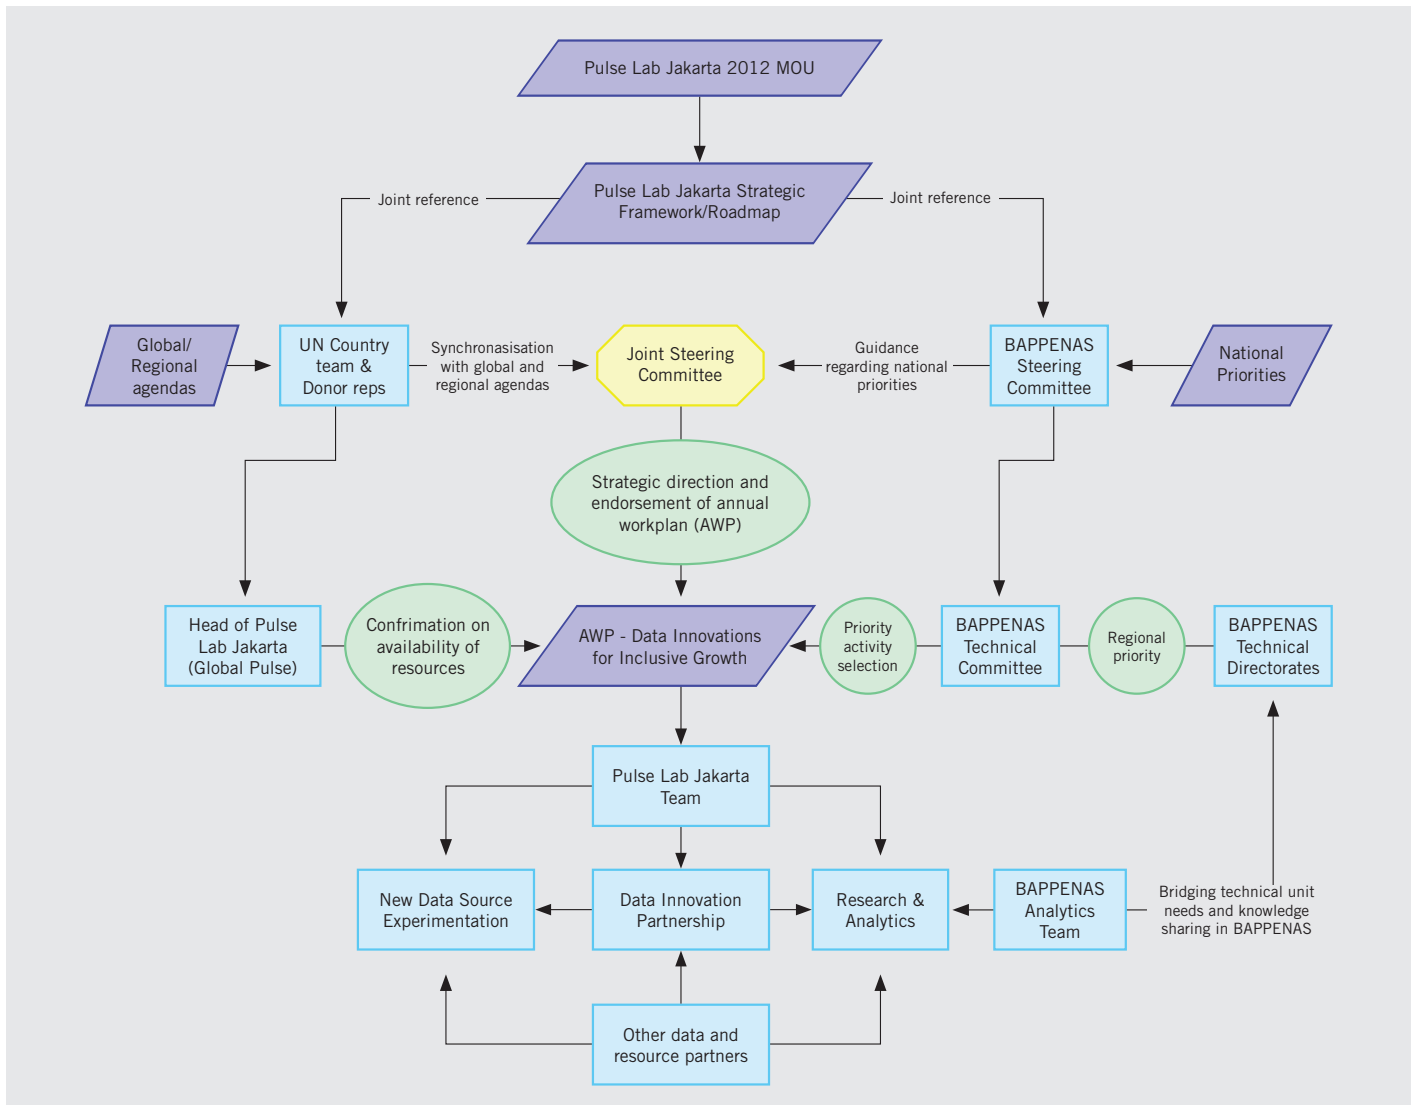 Pulse Lab Jakarta 2012 MOU
Pulse Lab Jakarta Strategic
Framework/Roadmap
Joint reference
Joint reference
Global/
Regional
agendas
UN Country
team &
Donor reps
Synchronasisation
with global and
regional agendas
Joint Steering
Committee
Guidance
regarding national
priorities
BAPPENAS
Steering
Committee
National
Priorities
Strategic direction and
endorsement of annual
workplan (AWP)
Head of Pulse
Lab Jakarta
(Global Pulse)
Confrimation on
availability of
resources
AWP - Data Innovations
for Inclusive Growth
Priority
activity
selection
BAPPENAS
Technical
Committee
Regional
priority
BAPPENAS
Technical
Directorates
Pulse Lab Jakarta
Team
New Data Source
Experimentation
Data Innovation
Partnership
Research &
Analytics
BAPPENAS
Analytics
Team
Bridging technical unit
needs and knowledge
sharing in BAPPENAS
Other data and
resource partners